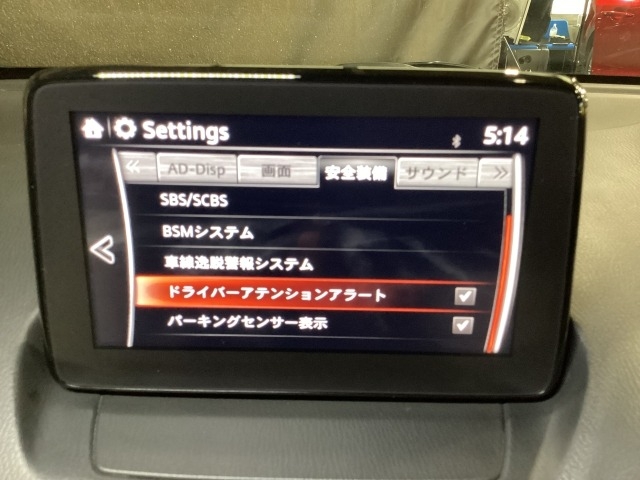 Settings 5:14
AD-Disp 画面 安全装備 サウンド
SBS/SCBS
BSMシステム
車線逸脱警報システム
ドライバーアテンションアラート
パーキングセンサー表示